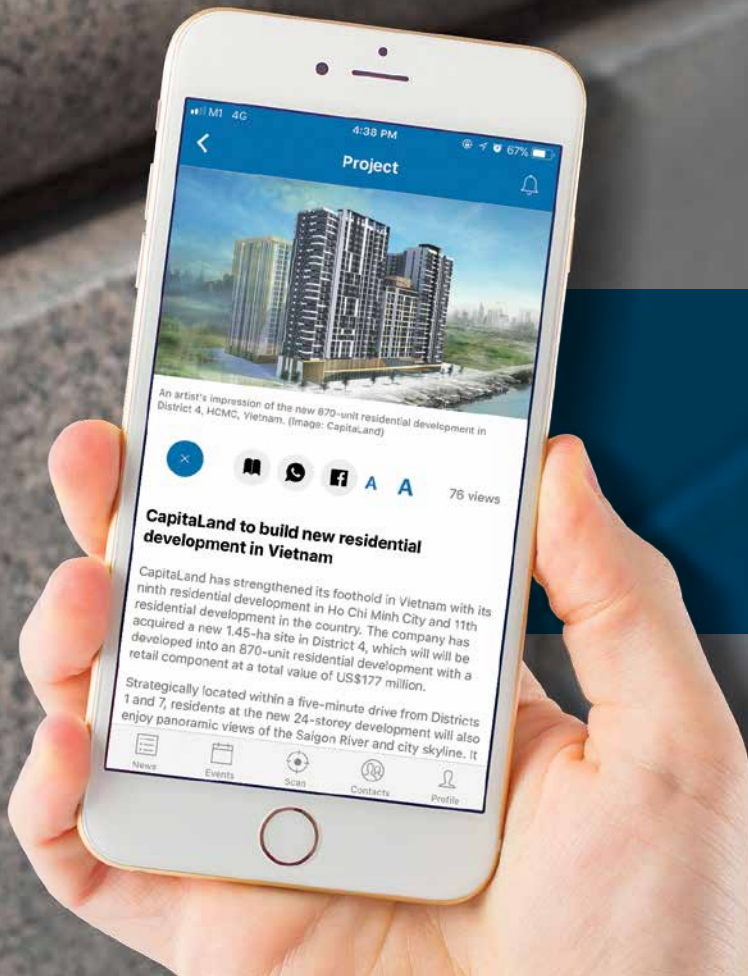 M1 4G
4:38 PM
67%
Project
An artist's impression of the new 870-unit residential development in
District 4, HCMC, Vietnam. (Image: CapitaLand)
A A
76 views
CapitaLand to build new residential
development in Vietnam
CapitaLand has strengthened its foothold in Vietnam with its
ninth residential development in Ho Chi Minh City and 11th
residential development in the country. The company has
acquired a new 1.45-ha site in District 4, which will will be
developed into an 870-unit residential development with a
retail component at a total value of US$177 million.
Strategically located within a five-minute drive from Districts
1 and 7, residents at the new 24-storey development will also
enjoy panoramic views of the Saigon River and city skyline. It
News
Events
Scan
Contacts
Profile